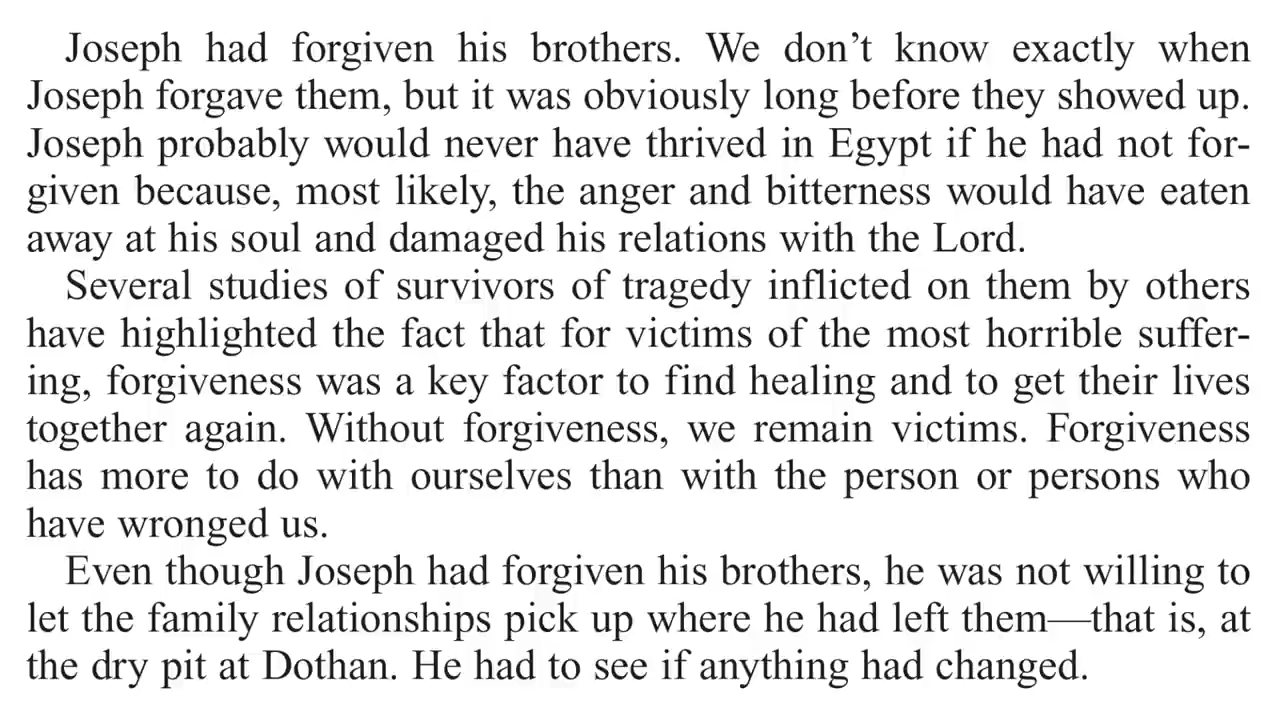 Joseph had forgiven his brothers. We don’t know exactly when
Joseph forgave them, but it was obviously long before they showed up.
Joseph probably would never have thrived in Egypt if he had not for-
given because, most likely, the anger and bitterness would have eaten
away at his soul and damaged his relations with the Lord.
Several studies of survivors of tragedy inflicted on them by others
have highlighted the fact that for victims of the most horrible suffer-
ing, forgiveness was a key factor to find healing and to get their lives
together again. Without forgiveness, we remain victims. Forgiveness
has more to do with ourselves than with the person or persons who
have wronged us.
Even though Joseph had forgiven his brothers, he was not willing to
let the family relationships pick up where he had left them—that is, at
the dry pit at Dothan. He had to see if anything had changed.